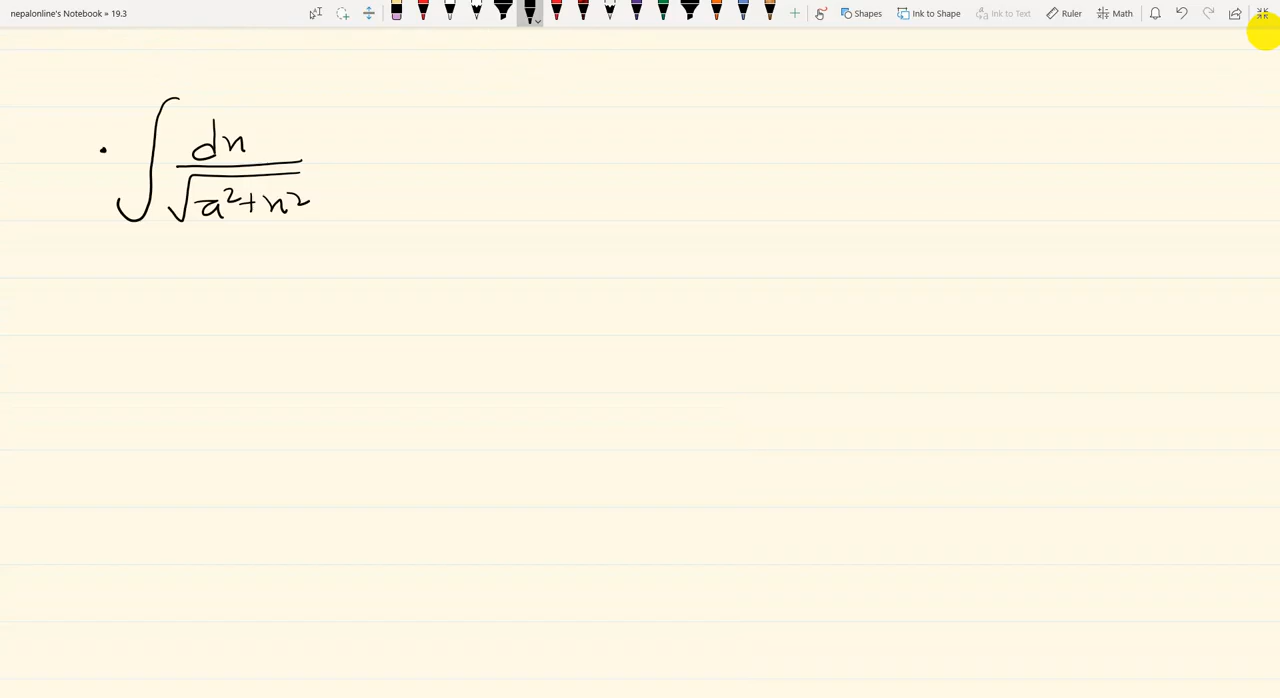 nepalonline's Notebook » 19.3
Shapes
Ink to Shape
Ink to Text
Ruler
Math
∫ dx
√a²+x²